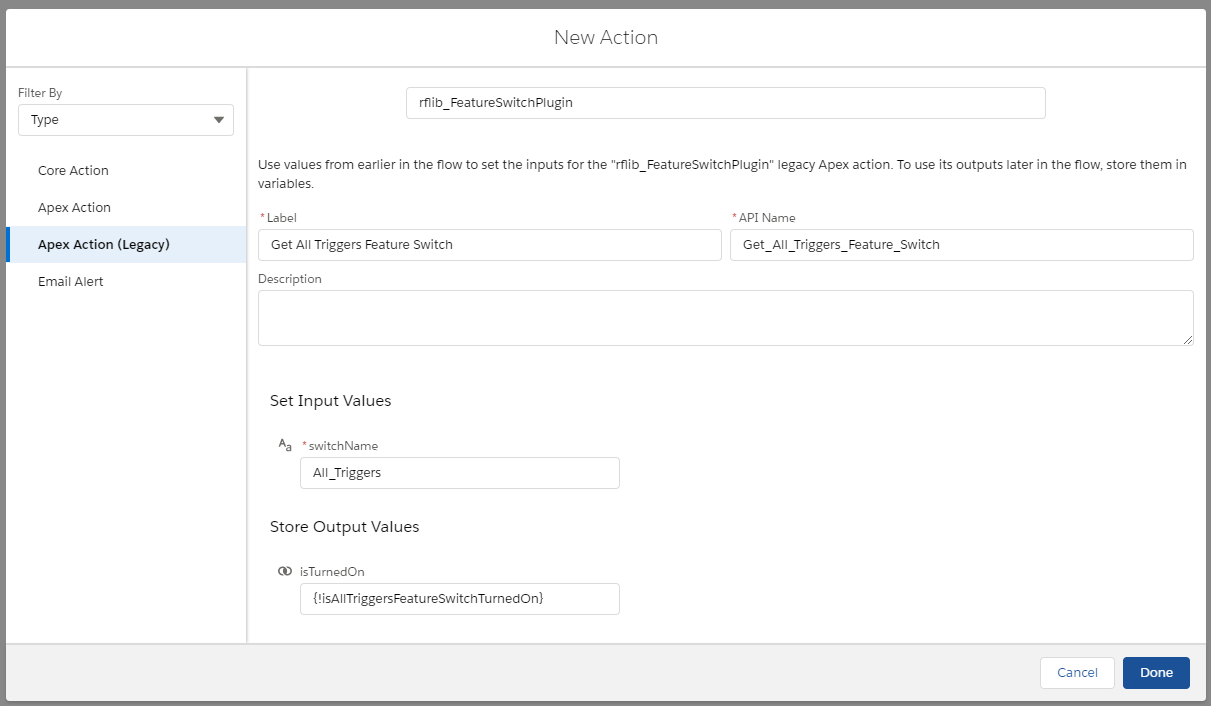 New Action
Filter By
Type
Core Action
Apex Action
Apex Action (Legacy)
Email Alert
rflib_FeatureSwitchPlugin
Use values from earlier in the flow to set the inputs for the "rflib_FeatureSwitchPlugin" legacy Apex action. To use its outputs later in the flow, store them in
variables.
*Label
Get All Triggers Feature Switch
*API Name
Get_All_Triggers_Feature_Switch
Description
Set Input Values
Aa *switchName
All_Triggers
Store Output Values
isTurnedOn
{!isAllTriggersFeatureSwitchTurnedOn}
Cancel
Done